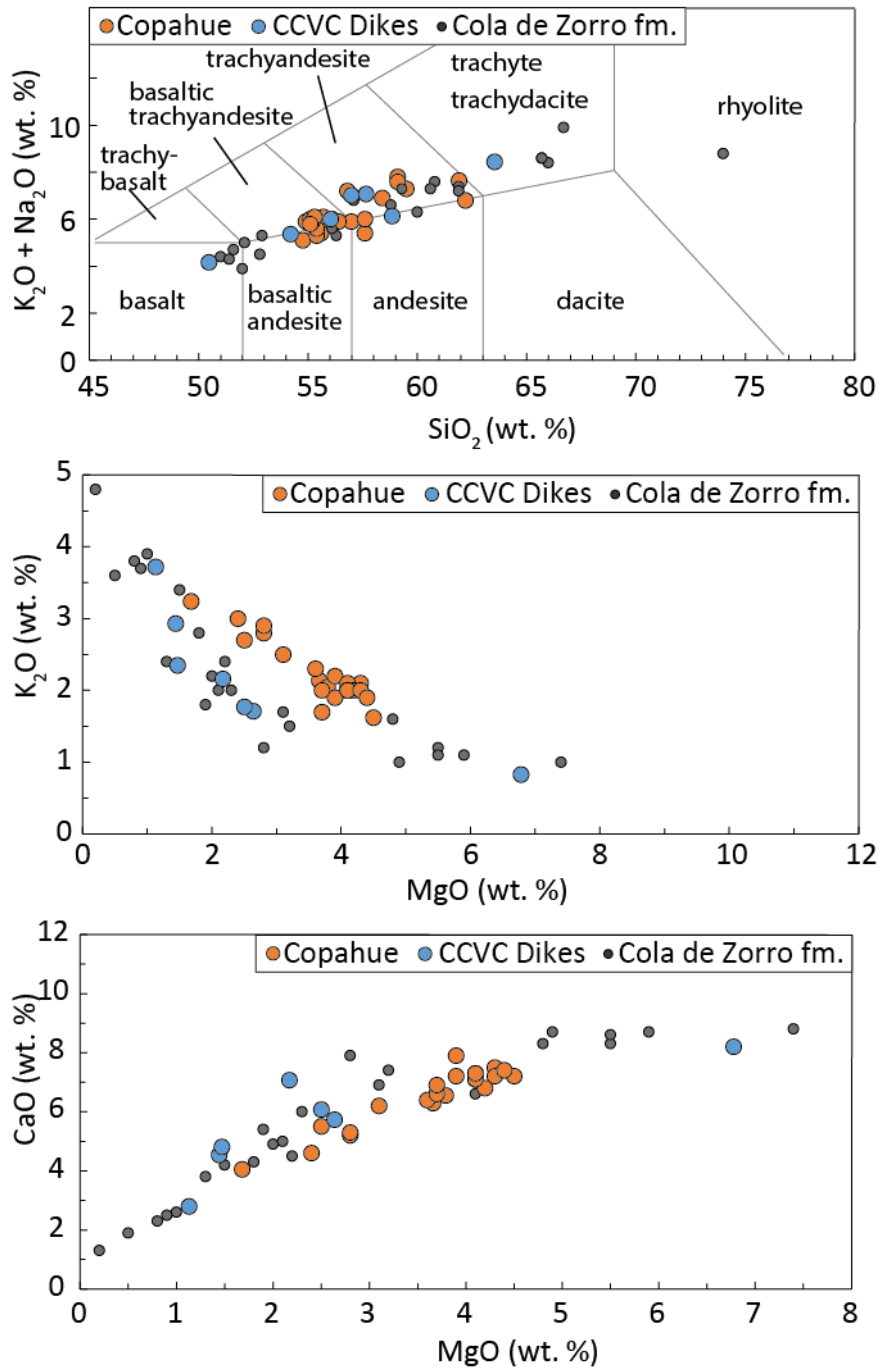 Copahue CCVC Dikes Cola de Zorro fm.
trachyandesite
trachyte
trachydacite
basaltic
trachyandesite
rhyolite
trachy-
basalt
basalt
basaltic
andesite
andesite
dacite
K2O + Na2O (wt. %)
10
6
6
2
0
45 50 55 60 65 70 75 80
SiO2 (wt. %)
Copahue CCVC Dikes Cola de Zorro fm.
K2O (wt. %)
5
4
3
2
1
0
0 2 4 6 8 10 12
MgO (wt. %)
Copahue CCVC Dikes Cola de Zorro fm.
CaO (wt. %)
12
10
8
6
4
2
0
0 1 2 3 4 5 6 7 8
MgO (wt. %)